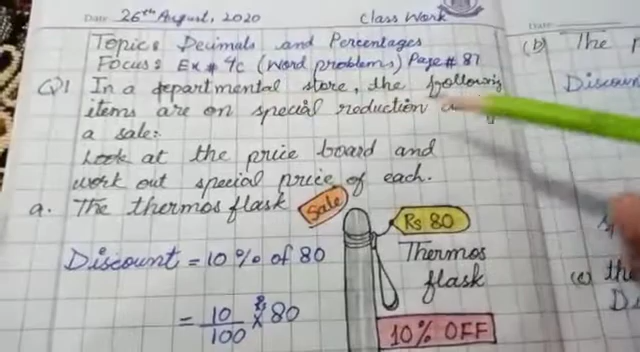 Date 26th August, 2020
Class Work
Topic: Decimals and Percentages
Focus: Ex # 4c (Word problems) Page # 87
Q1 In a departmental store, the following
items are on special reduction
a sale:
Look at the price board and
work out special price of each.
a. The thermos flask
Sale
Rs 80
Thermos
flask
10% OFF
Discount = 10% of 80
= 10/100 × 80
Date
(b) The
Discoun
(c) the